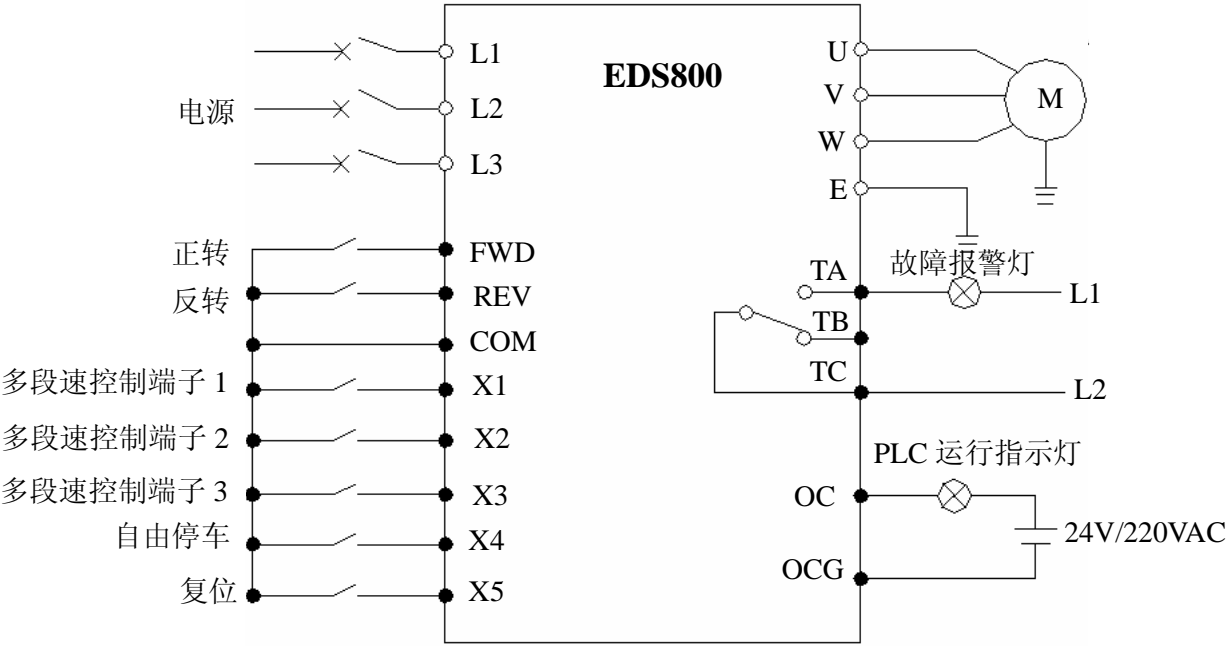 EDS800
L1
电源
L2
L3
正转
FWD
反转
REV
COM
多段速控制端子 1
X1
多段速控制端子 2
X2
多段速控制端子 3
X3
自由停车
X4
复位
X5
U
V
M
W
E
TA
故障报警灯
L1
TB
TC
L2
PLC 运行指示灯
OC
24V/220VAC
OCG